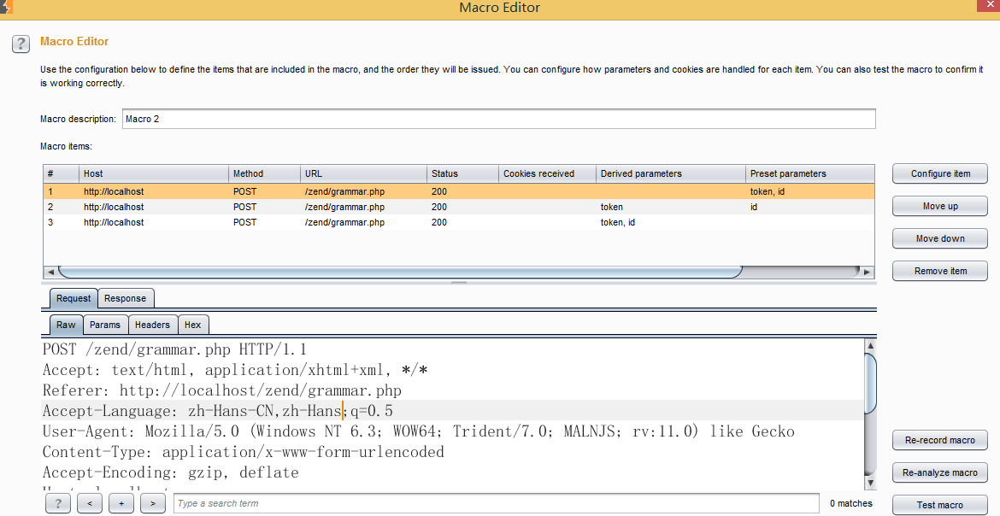 Macro Editor
?
Macro Editor
Use the configuration below to define the items that are included in the macro, and the order they will be issued. You can configure how parameters and cookies are handled for each item. You can also test the macro to confirm it
is working correctly.
Macro description: Macro 2
Macro items:
# Host Method URL Status Cookies received Derived parameters Preset parameters
1 http://localhost POST /zend/grammar.php 200 token, id
2 http://localhost POST /zend/grammar.php 200 token id
3 http://localhost POST /zend/grammar.php 200 token, id
Configure item
Move up
Move down
Remove item
Request Response
Raw Params Headers Hex
POST /zend/grammar.php HTTP/1.1
Accept: text/html, application/xhtml+xml, */*
Referer: http://localhost/zend/grammar.php
Accept-Language: zh-Hans-CN,zh-Hans;q=0.5
User-Agent: Mozilla/5.0 (Windows NT 6.3; WOW64; Trident/7.0; MALNJS; rv:11.0) like Gecko
Content-Type: application/x-www-form-urlencoded
Accept-Encoding: gzip, deflate
Re-record macro
Re-analyze macro
Test macro
? < + > Type a search term 0 matches